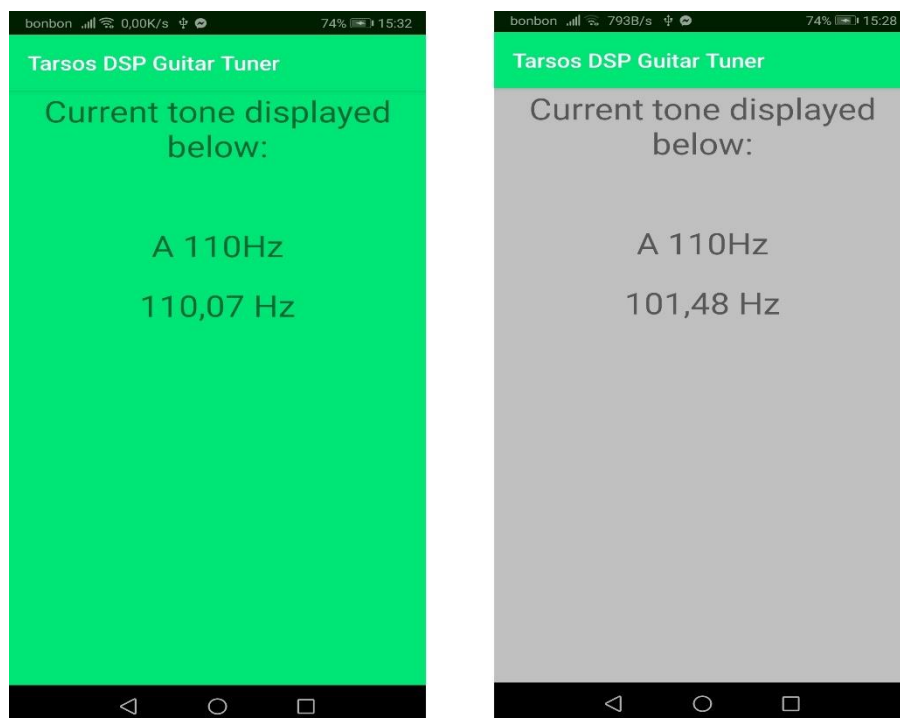 bonbon 0,00K/s 74% 15:32
Tarsos DSP Guitar Tuner
Current tone displayed
below:
A 110Hz
110,07 Hz
bonbon 793B/s 74% 15:28
Tarsos DSP Guitar Tuner
Current tone displayed
below:
A 110Hz
101,48 Hz